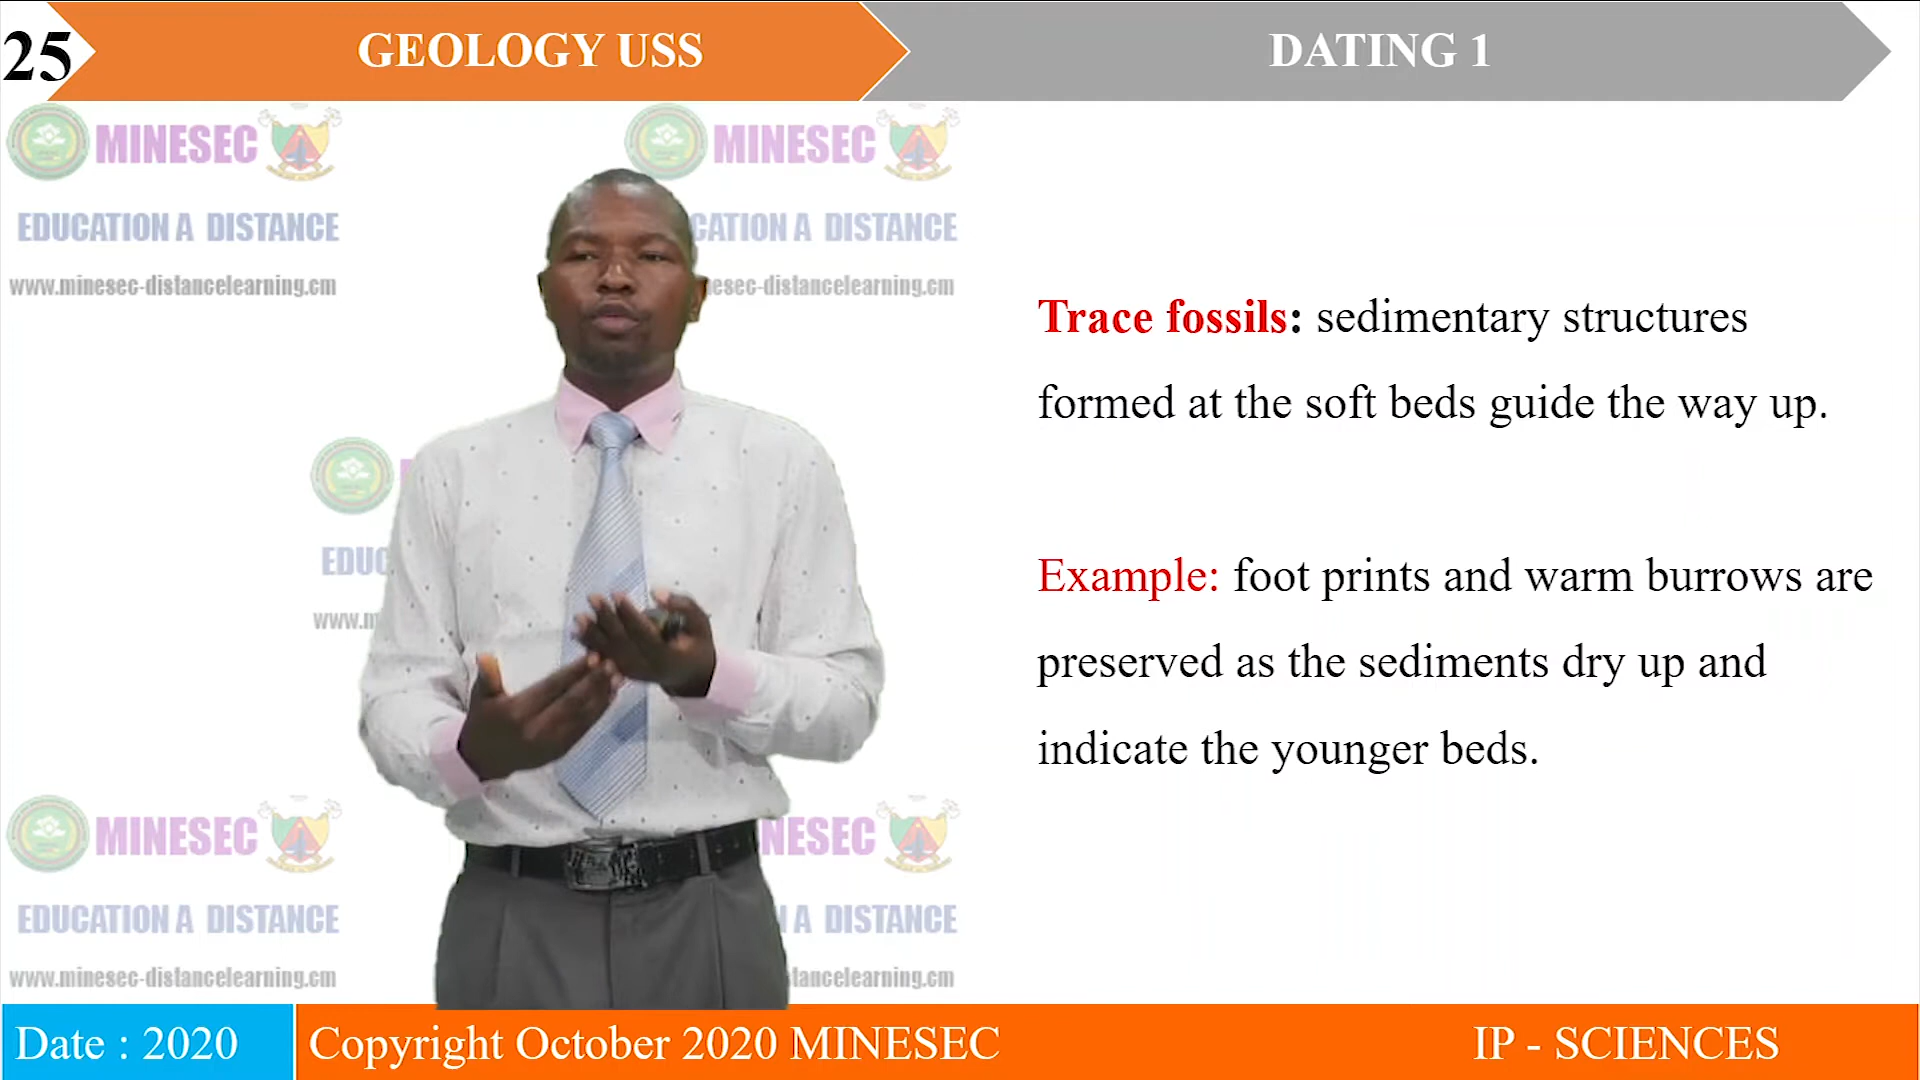 25
GEOLOGY USS
DATING 1
MINESEC
MINESEC
EDUCATION A DISTANCE
CATION A DISTANCE
www.minesec-distancelearning.cm
esec-distancelearning.cm
Trace fossils: sedimentary structures
formed at the soft beds guide the way up.
EDUC
www.m
Example: foot prints and warm burrows are
preserved as the sediments dry up and
indicate the younger beds.
MINESEC
NESEC
EDUCATION A DISTANCE
A DISTANCE
www.minesec-distancelearning.cm
tancelearning.cm
Date : 2020
Copyright October 2020 MINESEC
IP - SCIENCES